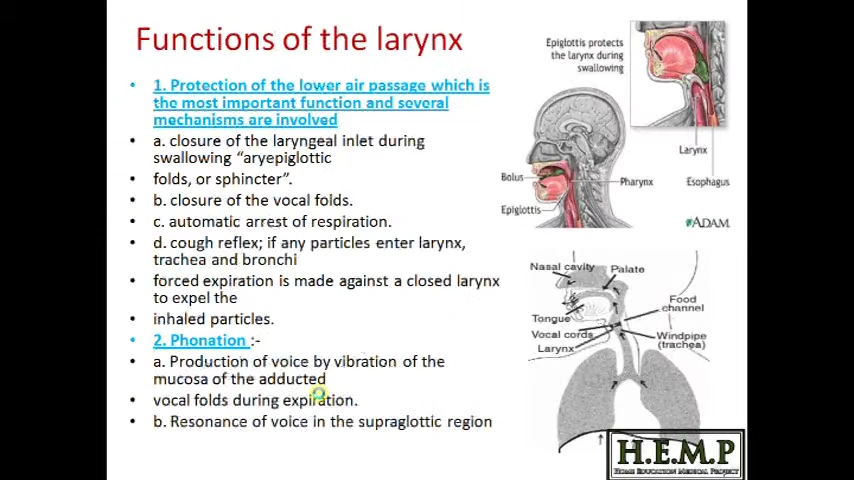 Functions of the larynx
• 1. Protection of the lower air passage which is
the most important function and several
mechanisms are involved
• a. closure of the laryngeal inlet during
swallowing “aryepiglottic
• folds, or sphincter”.
• b. closure of the vocal folds.
• c. automatic arrest of respiration.
• d. cough reflex; if any particles enter larynx,
trachea and bronchi
• forced expiration is made against a closed larynx
to expel the
• inhaled particles.
• 2. Phonation :-
• a. Production of voice by vibration of the
mucosa of the adducted
• vocal folds during expiration.
• b. Resonance of voice in the supraglottic region
Epiglottis protects
the larynx during
swallowing
Larynx
Bolus
Pharynx
Esophagus
Epiglottis
ADAM
Nasal cavity
Palate
Food
channel
Tongue
Vocal cords
Windpipe
(trachea)
Larynx
H.E.M.P
Home Education Medical Project